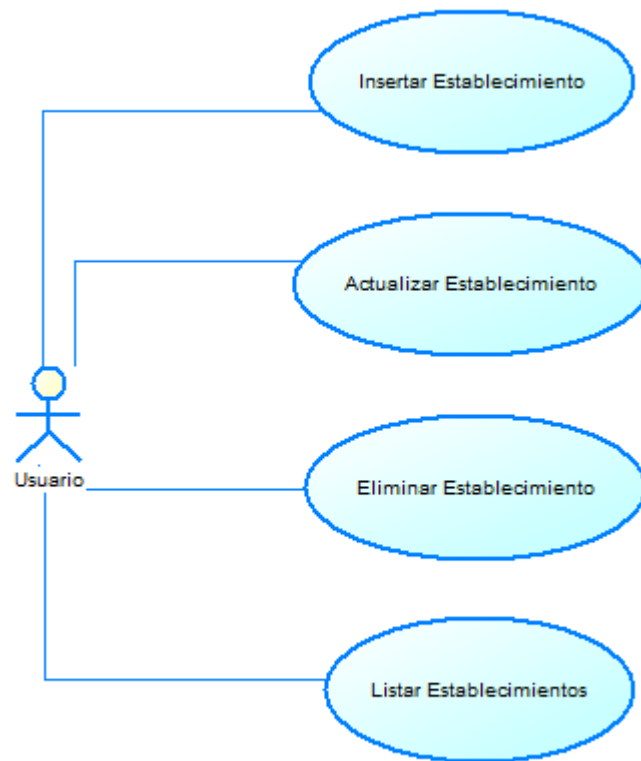 Insertar Establecimiento
Actualizar Establecimiento
Usuario
Eliminar Establecimiento
Listar Establecimientos